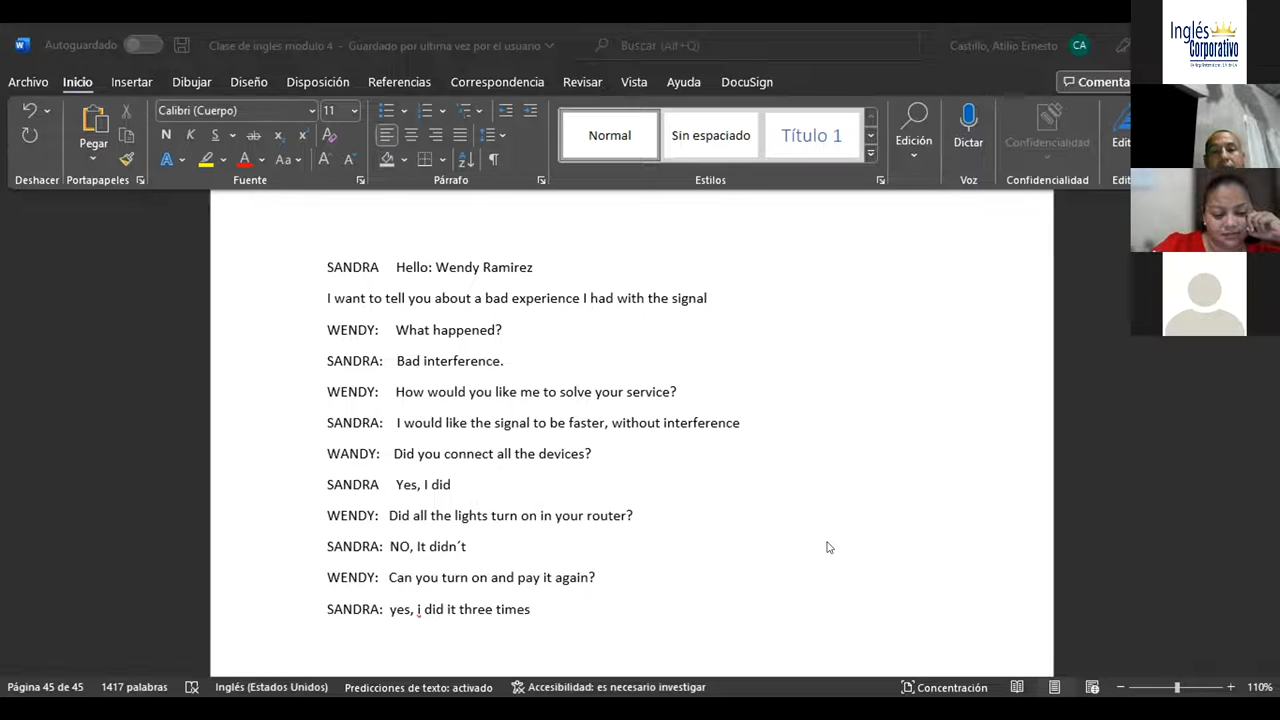 Autoguardado
Clase de ingles modulo 4 - Guardado por ultima vez por el usuario
Buscar (Alt+Q)
Castillo, Atilio Ernesto
CA
Inglés
Corporativo
Archivo Inicio Insertar Dibujar Diseño Disposición Referencias Correspondencia Revisar Vista Ayuda DocuSign Comenta
Calibri (Cuerpo) 11
Pegar
N K S ab x x A
A A Aa A A
Normal Sin espaciado Título 1
Edición Dictar Confidencialidad Edit
Deshacer Portapapeles Fuente Párrafo Estilos Voz Confidencialidad Edit
SANDRA Hello: Wendy Ramirez
I want to tell you about a bad experience I had with the signal
WENDY: What happened?
SANDRA: Bad interference.
WENDY: How would you like me to solve your service?
SANDRA: I would like the signal to be faster, without interference
WANDY: Did you connect all the devices?
SANDRA Yes, I did
WENDY: Did all the lights turn on in your router?
SANDRA: NO, It didn´t
WENDY: Can you turn on and pay it again?
SANDRA: yes, i did it three times
Página 45 de 45 1417 palabras Inglés (Estados Unidos) Predicciones de texto: activado Accesibilidad: es necesario investigar Concentración 110%